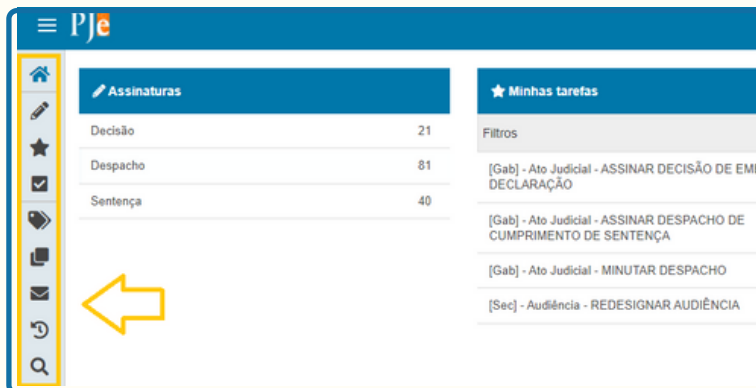 PJe
Assinaturas
Decisão 21
Despacho 81
Sentença 40
Minhas tarefas
Filtros
[Gab] - Ato Judicial - ASSINAR DECISÃO DE
DECLARAÇÃO
[Gab] - Ato Judicial - ASSINAR DESPACHO DE
CUMPRIMENTO DE SENTENÇA
[Gab] - Ato Judicial - MINUTAR DESPACHO
[Sec] - Audiência - REDESIGNAR AUDIÊNCIA